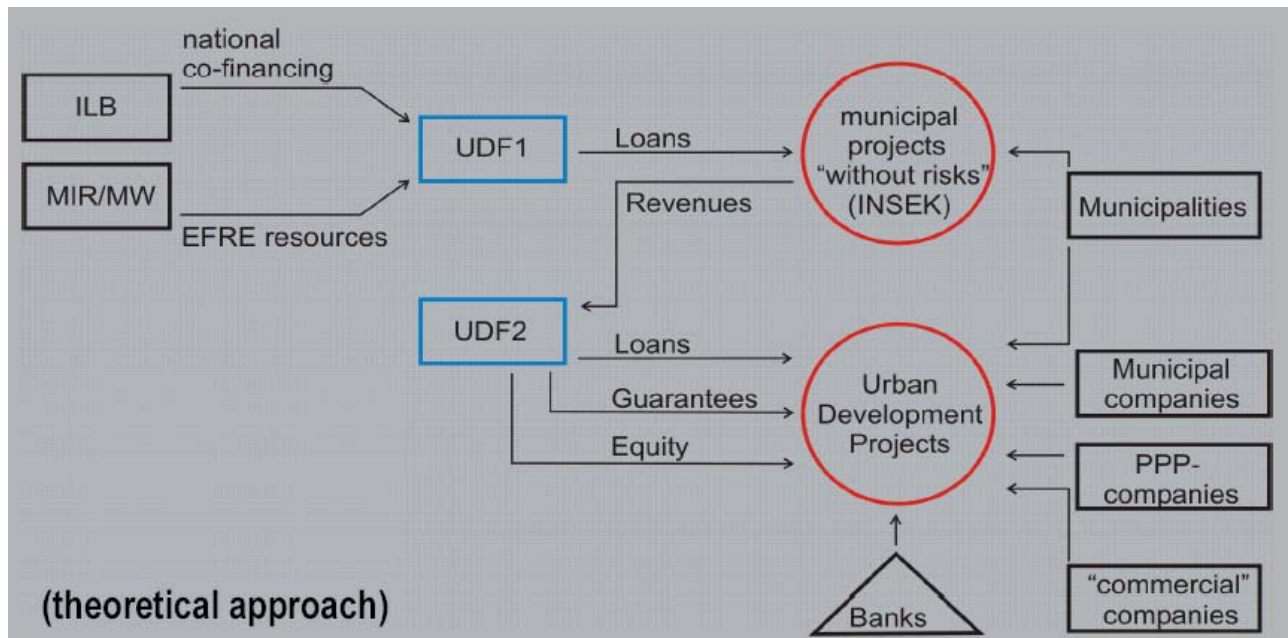 national
co-financing
ILB
MIR/MW
EFRE resources
UDF1
Loans
Revenues
municipal
projects
“without risks”
(INSEK)
Municipalities
UDF2
Loans
Guarantees
Equity
Urban
Development
Projects
Municipal
companies
PPP-
companies
“commercial”
companies
Banks
(theoretical approach)